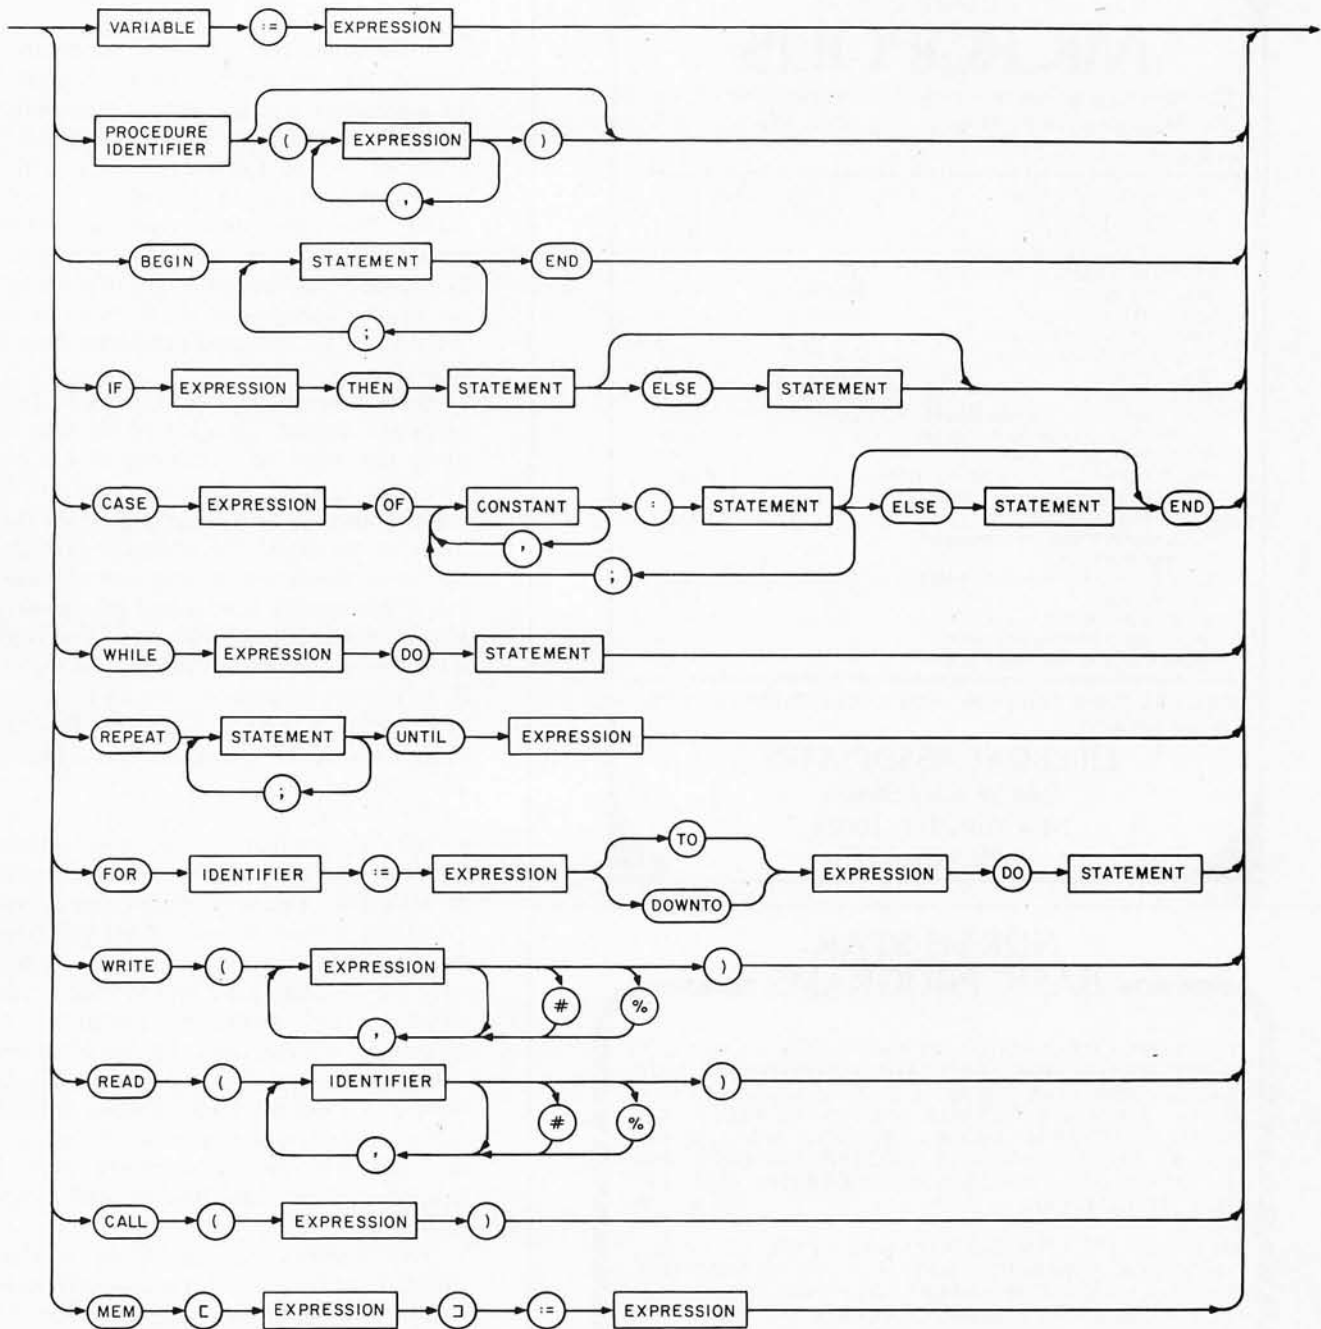 VARIABLE := EXPRESSION
PROCEDURE
IDENTIFIER ( EXPRESSION )
,
BEGIN STATEMENT END
;
IF EXPRESSION THEN STATEMENT ELSE STATEMENT
CASE EXPRESSION OF CONSTANT : STATEMENT ELSE STATEMENT END
,
;
WHILE EXPRESSION DO STATEMENT
REPEAT STATEMENT UNTIL EXPRESSION
;
TO
FOR IDENTIFIER := EXPRESSION EXPRESSION DO STATEMENT
DOWNTO
WRITE ( EXPRESSION )
# %
,
READ ( IDENTIFIER )
# %
,
CALL ( EXPRESSION )
MEM [ EXPRESSION ] := EXPRESSION